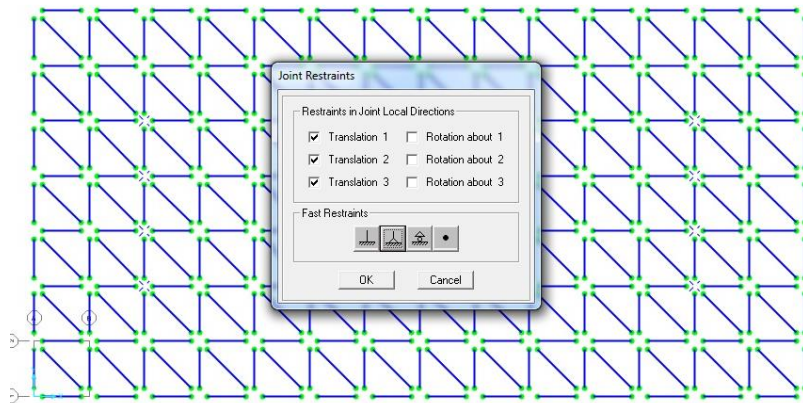 Joint Restraints
Restraints in Joint Local Directions
Translation 1 Rotation about 1
Translation 2 Rotation about 2
Translation 3 Rotation about 3
Fast Restraints
OK Cancel